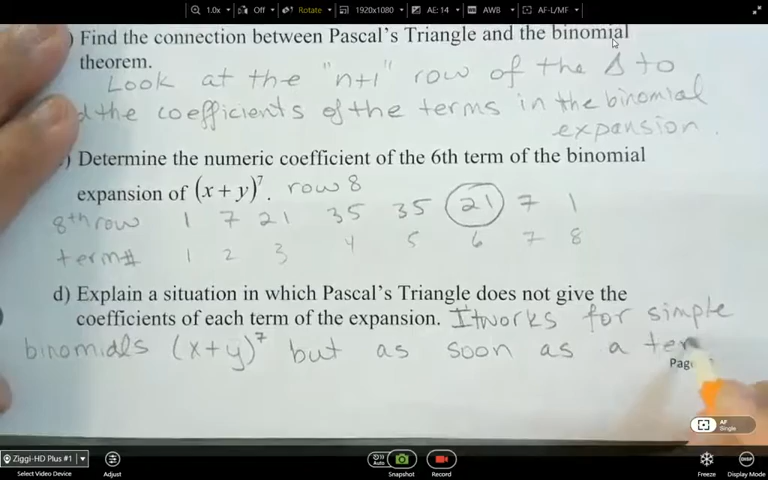 1.0x Off Rotate 1920x1080 AE: 14 AWB AF-L/MF
) Find the connection between Pascal's Triangle and the binomial
theorem.
Look at the "n+1" row of the Δ to
d the coefficients of the terms in the binomial
expansion.
) Determine the numeric coefficient of the 6th term of the binomial
expansion of (x+y)⁷. row 8
8th row 1 7 21 35 35 21 7 1
term# 1 2 3 4 5 6 7 8
d) Explain a situation in which Pascal's Triangle does not give the
coefficients of each term of the expansion. It works for simple
binomials (x+y)⁷ but as soon as a ter
Pag
AF
Single
Ziggi-HD Plus #1
Select Video Device Adjust Auto Snapshot Record Freeze DISP Display Mode